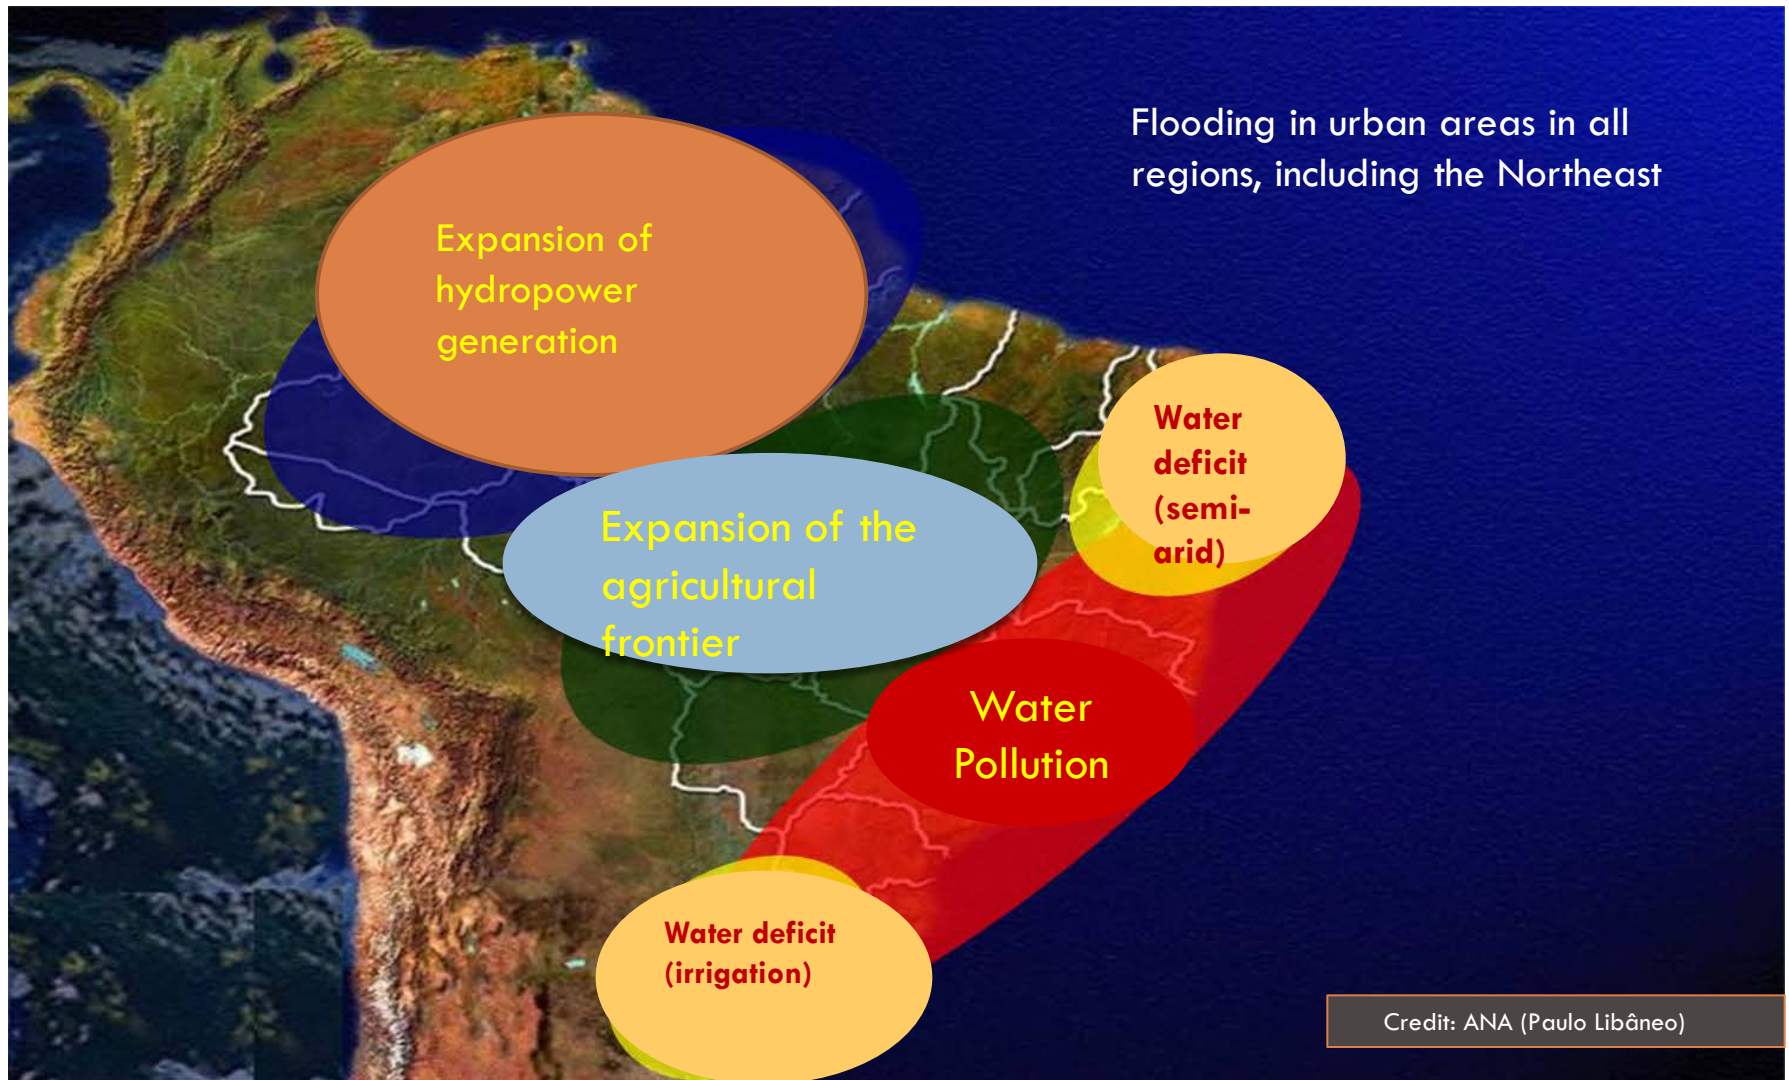 Flooding in urban areas in all
regions, including the Northeast
Expansion of
hydropower
generation
Water
deficit
(semi-
arid)
Expansion of the
agricultural
frontier
Water
Pollution
Water deficit
(irrigation)
Credit: ANA (Paulo Libâneo)